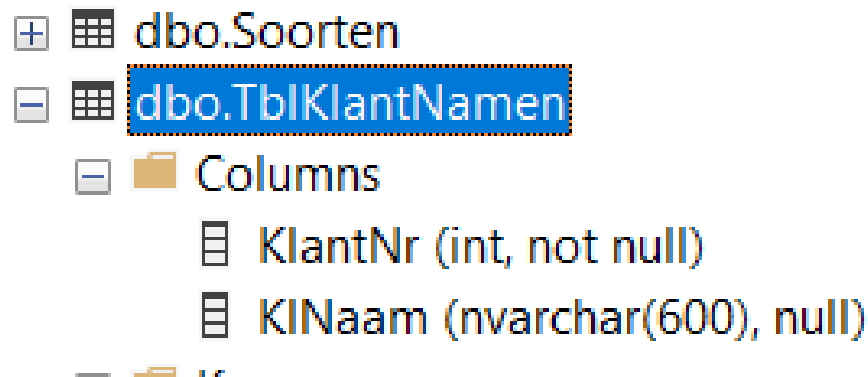 dbo.Soorten
dbo.TblKlantNamen
Columns
KlantNr (int, not null)
KlNaam (nvarchar(600), null)